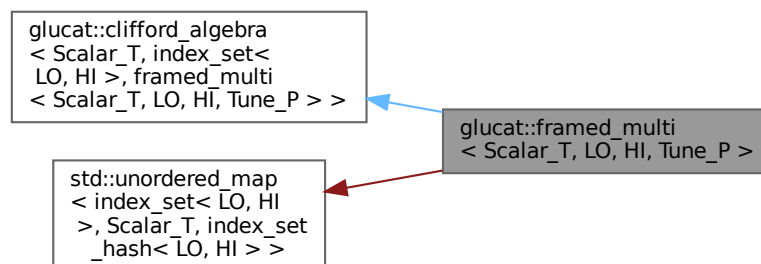 glucat::clifford_algebra
< Scalar_T, index_set<
LO, HI >, framed_multi
< Scalar_T, LO, HI, Tune_P > >
glucat::framed_multi
< Scalar_T, LO, HI, Tune_P >
std::unordered_map
< index_set< LO, HI
>, Scalar_T, index_set
_hash< LO, HI > >